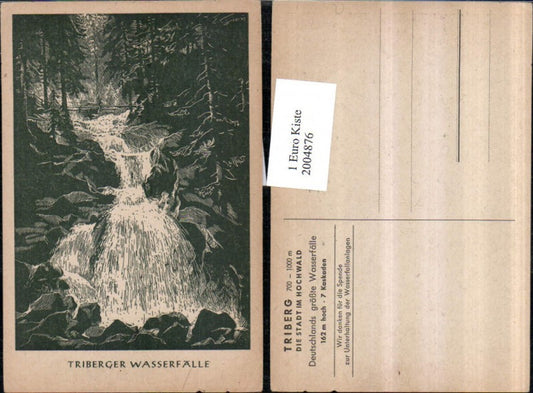 TRIBERGER WASSERFÄLLE
1 Euro Kiste
2004876
TRIBERG 700 – 1000 m
DIE STADT IM HOCHWALD
Deutschlands größte Wasserfälle
162 m hoch · 7 Kaskaden
Wir danken für die Spende
zur Unterhaltung der Wasserfallanlagen